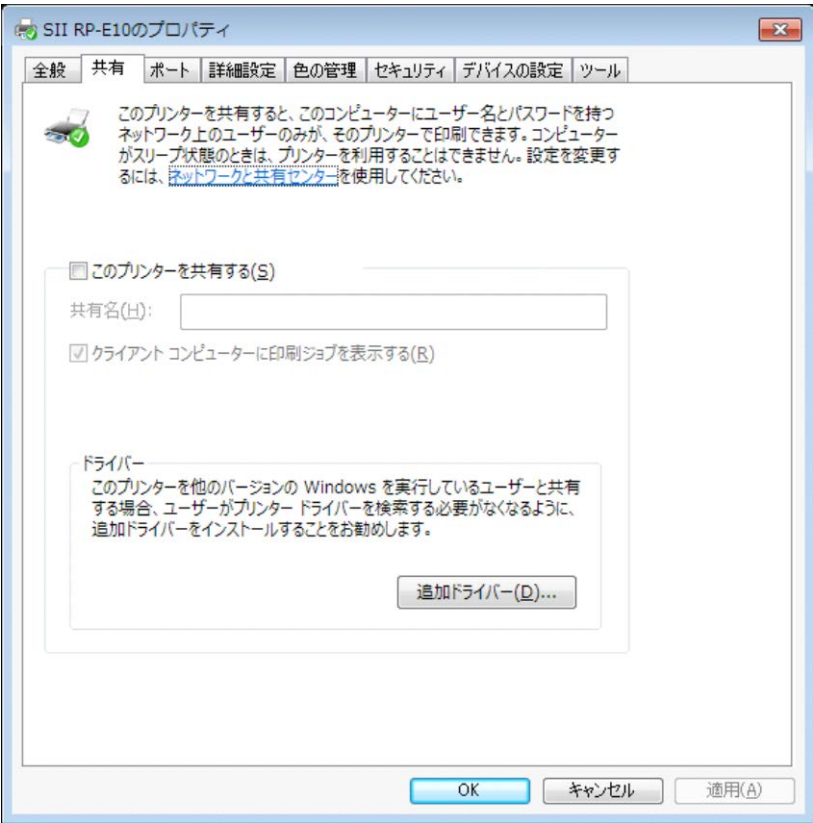 SII RP-E10のプロパティ
全般 共有 ポート 詳細設定 色の管理 セキュリティ デバイスの設定 ツール
このプリンターを共有すると、このコンピューターにユーザー名とパスワードを持つ
ネットワーク上のユーザーのみが、そのプリンターで印刷できます。コンピューター
がスリープ状態のときは、プリンターを利用することはできません。設定を変更す
るには、ネットワークと共有センターを使用してください。
このプリンターを共有する(S)
共有名(H):
クライアント コンピューターに印刷ジョブを表示する(R)
ドライバー
このプリンターを他のバージョンの Windows を実行しているユーザーと共有
する場合、ユーザーがプリンター ドライバーを検索する必要がなくなるように、
追加ドライバーをインストールすることをお勧めします。
追加ドライバー(D)...
OK キャンセル 適用(A)